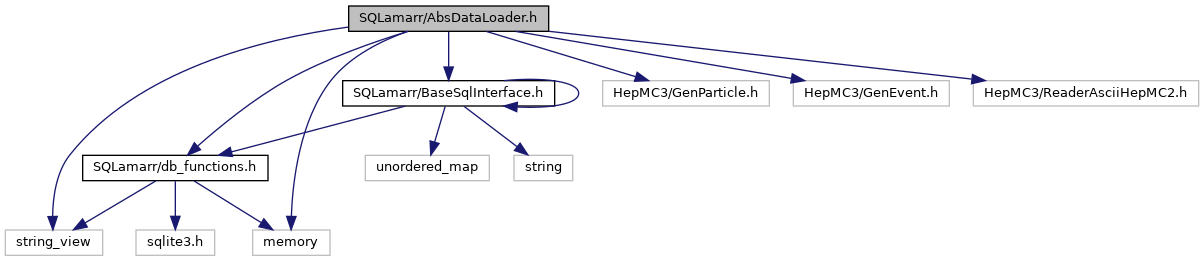 SQLamarr/AbsDataLoader.h
SQLamarr/BaseSqlInterface.h
HepMC3/GenParticle.h
HepMC3/GenEvent.h
HepMC3/ReaderAsciiHepMC2.h
SQLamarr/db_functions.h
unordered_map
string
string_view
sqlite3.h
memory